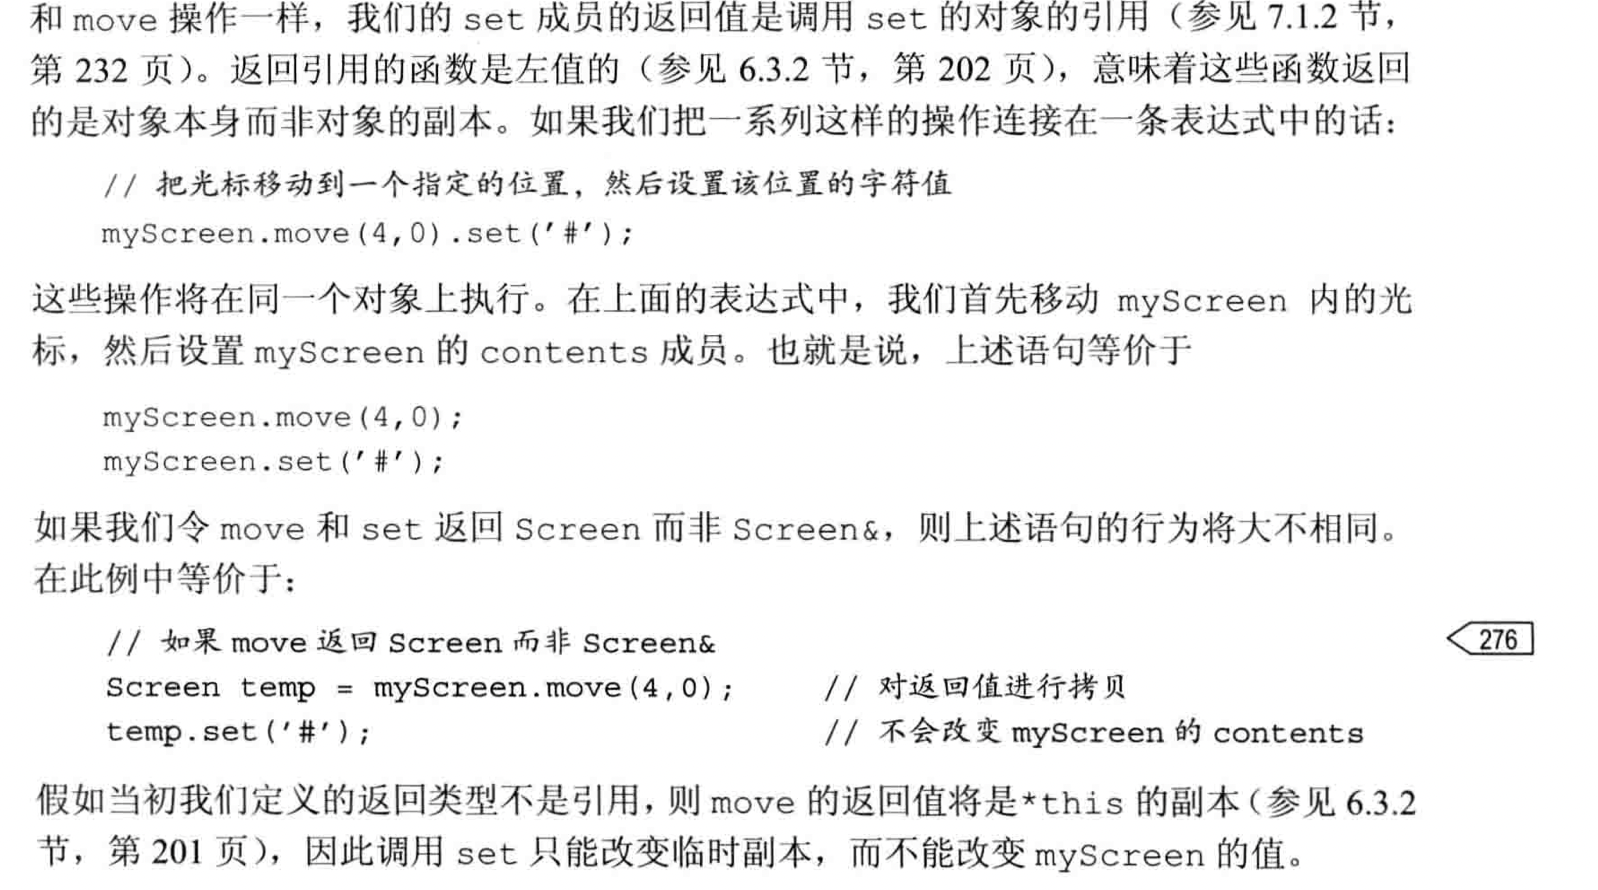 和 move 操作一样，我们的 set 成员的返回值是调用 set 的对象的引用（参见 7.1.2 节，
第 232 页）。返回引用的函数是左值的（参见 6.3.2 节，第 202 页），意味着这些函数返回
的是对象本身而非对象的副本。如果我们把一系列这样的操作连接在一条表达式中的话：
// 把光标移动到一个指定的位置，然后设置该位置的字符值
myScreen.move(4,0).set('#');
这些操作将在同一个对象上执行。在上面的表达式中，我们首先移动 myScreen 内的光
标，然后设置 myScreen 的 contents 成员。也就是说，上述语句等价于
myScreen.move(4,0);
myScreen.set('#');
如果我们令 move 和 set 返回 Screen 而非 Screen&，则上述语句的行为将大不相同。
在此例中等价于：
// 如果 move 返回 Screen 而非 Screen&
276
Screen temp = myScreen.move(4,0); // 对返回值进行拷贝
temp.set('#'); // 不会改变 myScreen 的 contents
假如当初我们定义的返回类型不是引用，则 move 的返回值将是*this 的副本（参见 6.3.2
节，第 201 页），因此调用 set 只能改变临时副本，而不能改变 myScreen 的值。